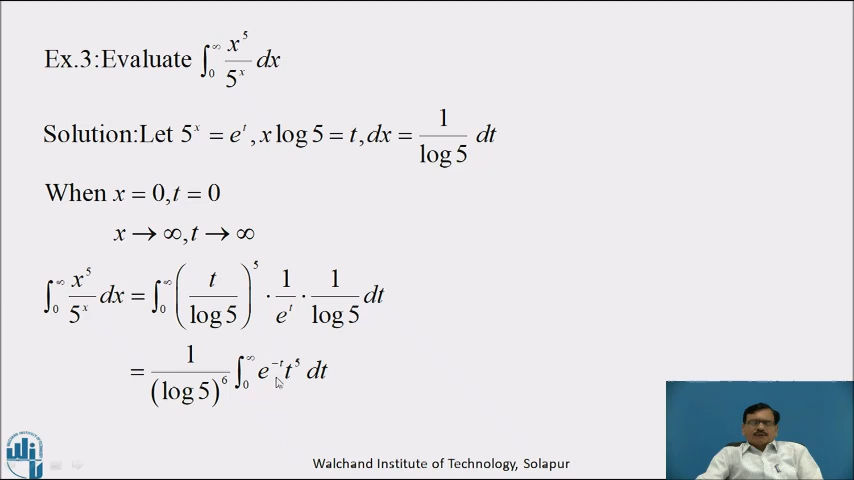 Ex.3:Evaluate ∫₀^∞ x⁵/5ˣ dx
Solution:Let 5ˣ = eᵗ, x log 5 = t, dx = 1/log 5 dt
When x = 0, t = 0
x → ∞, t → ∞
∫₀^∞ x⁵/5ˣ dx = ∫₀^∞ (t/log 5)⁵ · 1/eᵗ · 1/log 5 dt
= 1/(log 5)⁶ ∫₀^∞ e⁻ᵗ t⁵ dt
Walchand Institute of Technology, Solapur